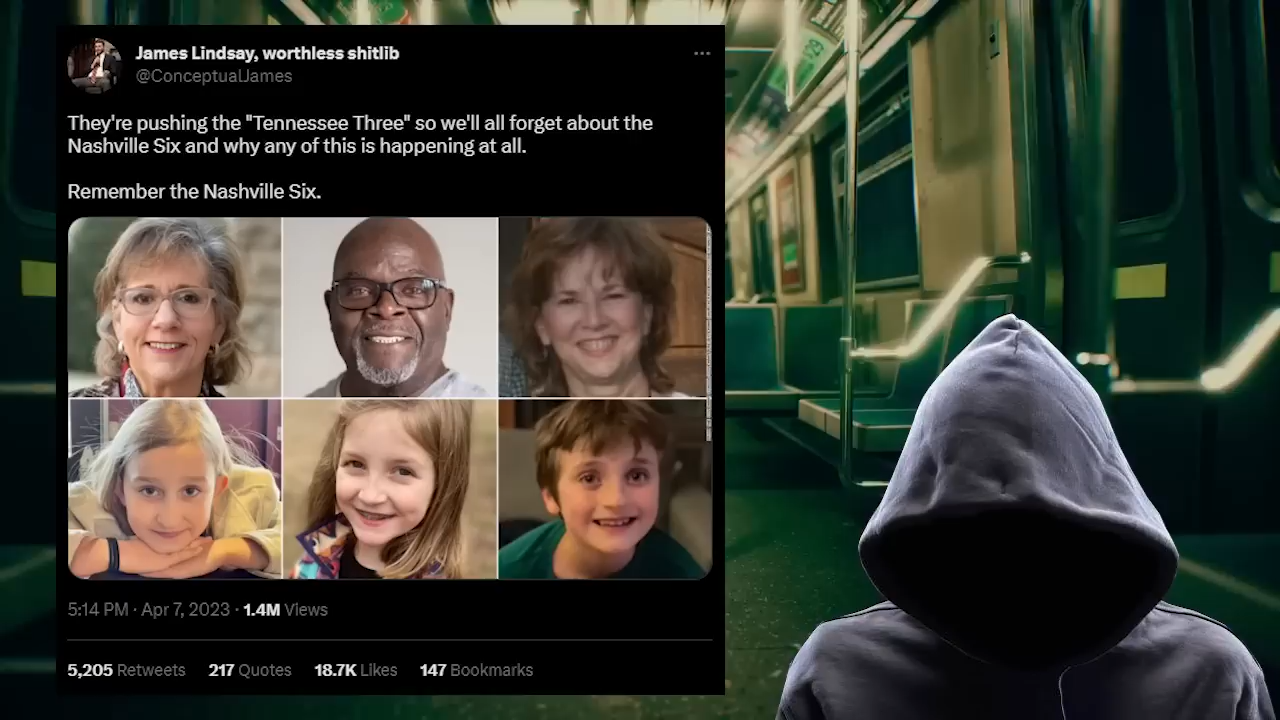 James Lindsay, worthless shitlib
@ConceptualJames
They're pushing the "Tennessee Three" so we'll all forget about the
Nashville Six and why any of this is happening at all.
Remember the Nashville Six.
5:14 PM · Apr 7, 2023 · 1.4M Views
5,205 Retweets 217 Quotes 18.7K Likes 147 Bookmarks